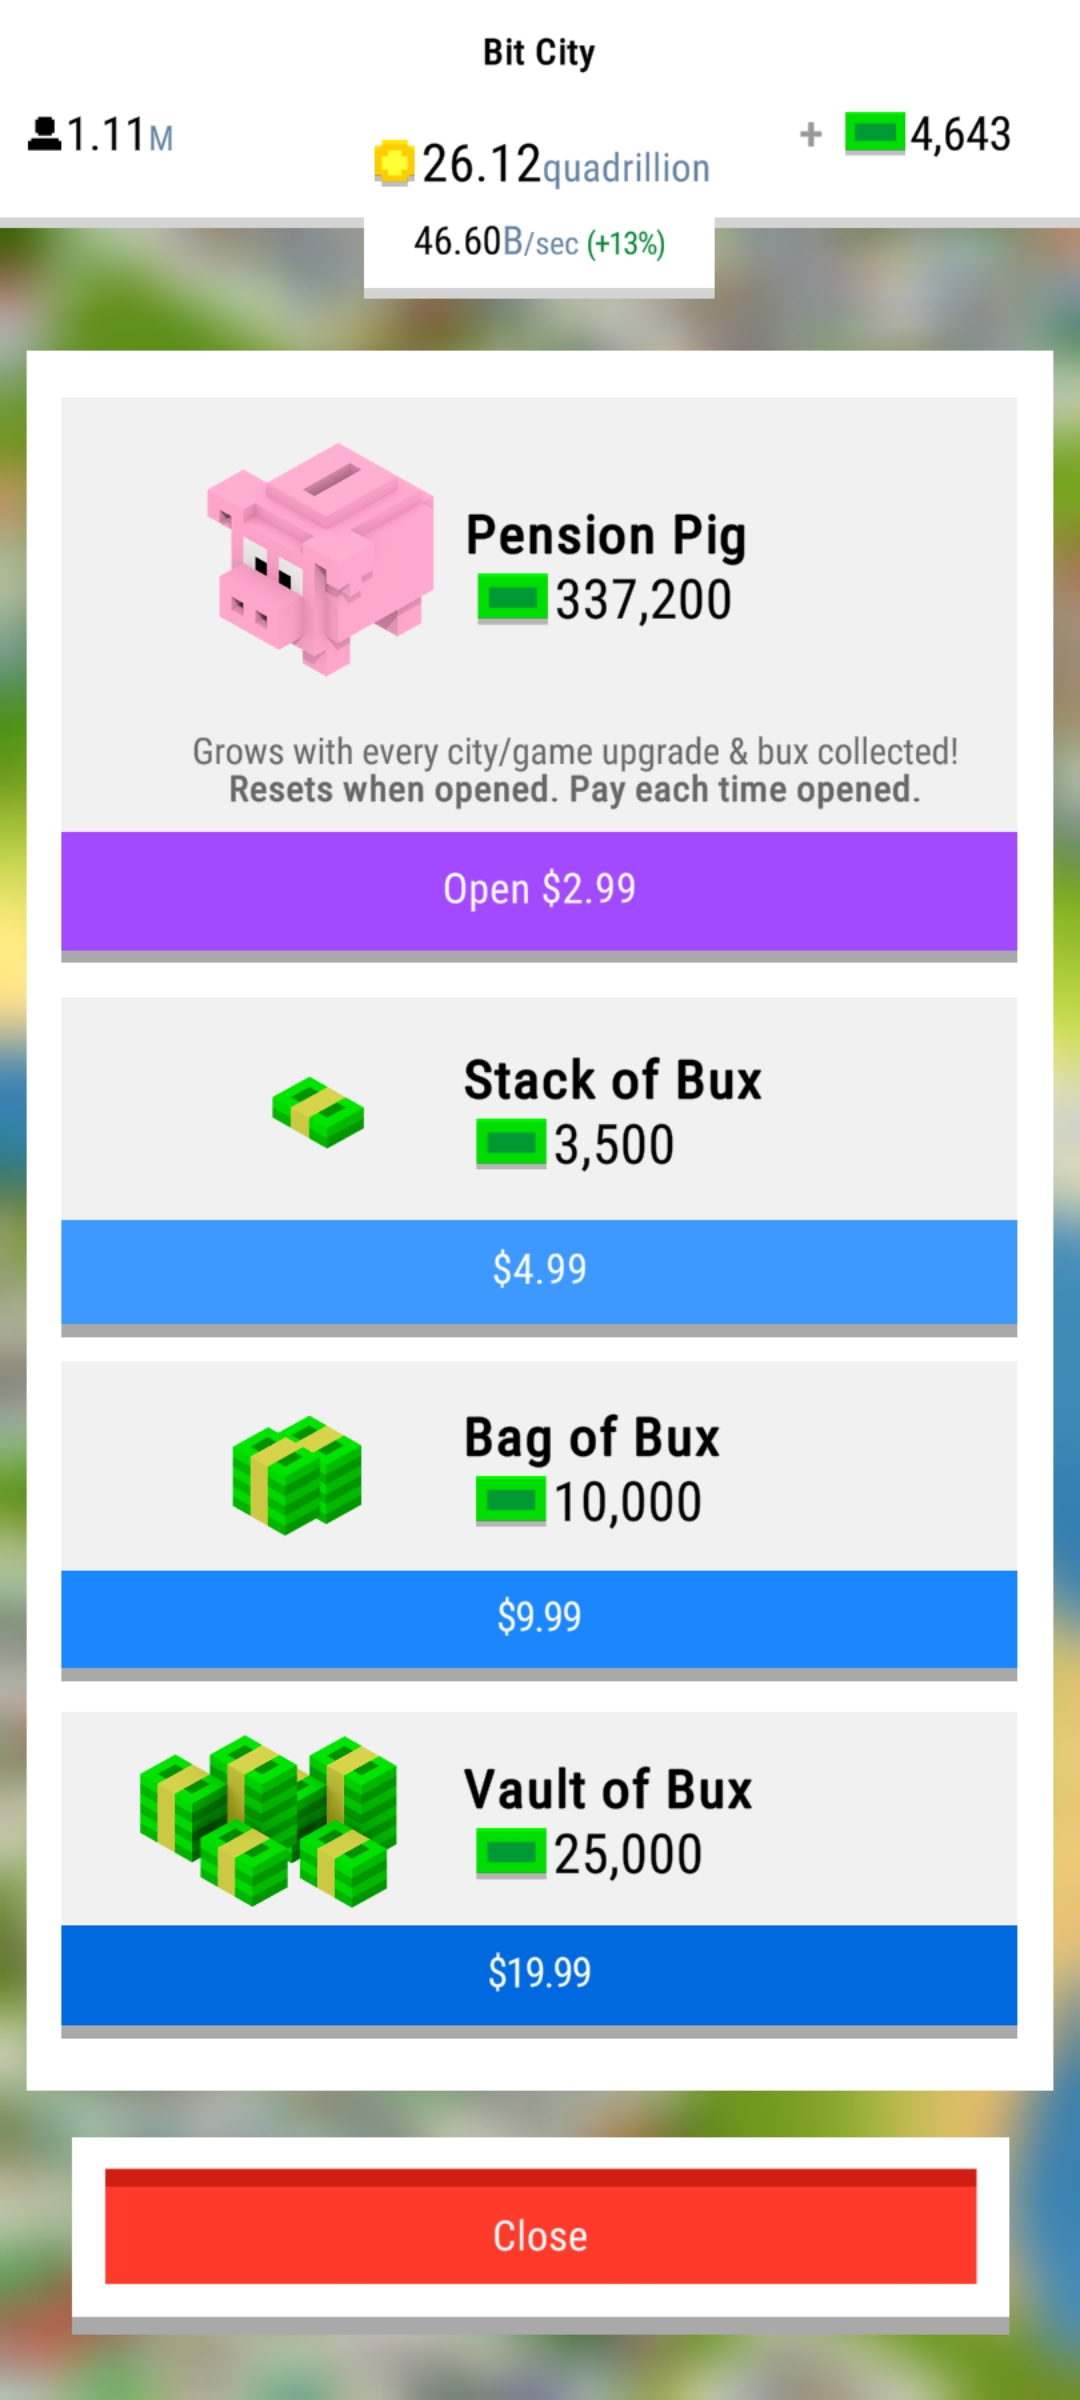 Bit City
1.11M
26.12quadrillion
+ 4,643
46.60B/sec (+13%)
Pension Pig
337,200
Grows with every city/game upgrade & bux collected!
Resets when opened. Pay each time opened.
Open $2.99
Stack of Bux
3,500
$4.99
Bag of Bux
10,000
$9.99
Vault of Bux
25,000
$19.99
Close